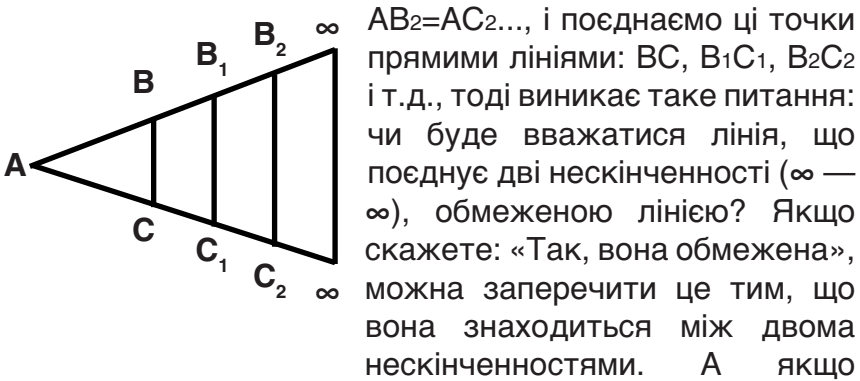 AB₂=AC₂..., і поєднаємо ці точки
прямими лініями: BC, B₁C₁, B₂C₂
і т.д., тоді виникає таке питання:
чи буде вважатися лінія, що
поєднує дві нескінченності (∞ —
∞), обмеженою лінією? Якщо
скажете: «Так, вона обмежена»,
можна заперечити це тим, що
вона знаходиться між двома
нескінченностями. А якщо
A
B
B₁
B₂
∞
C
C₁
C₂
∞